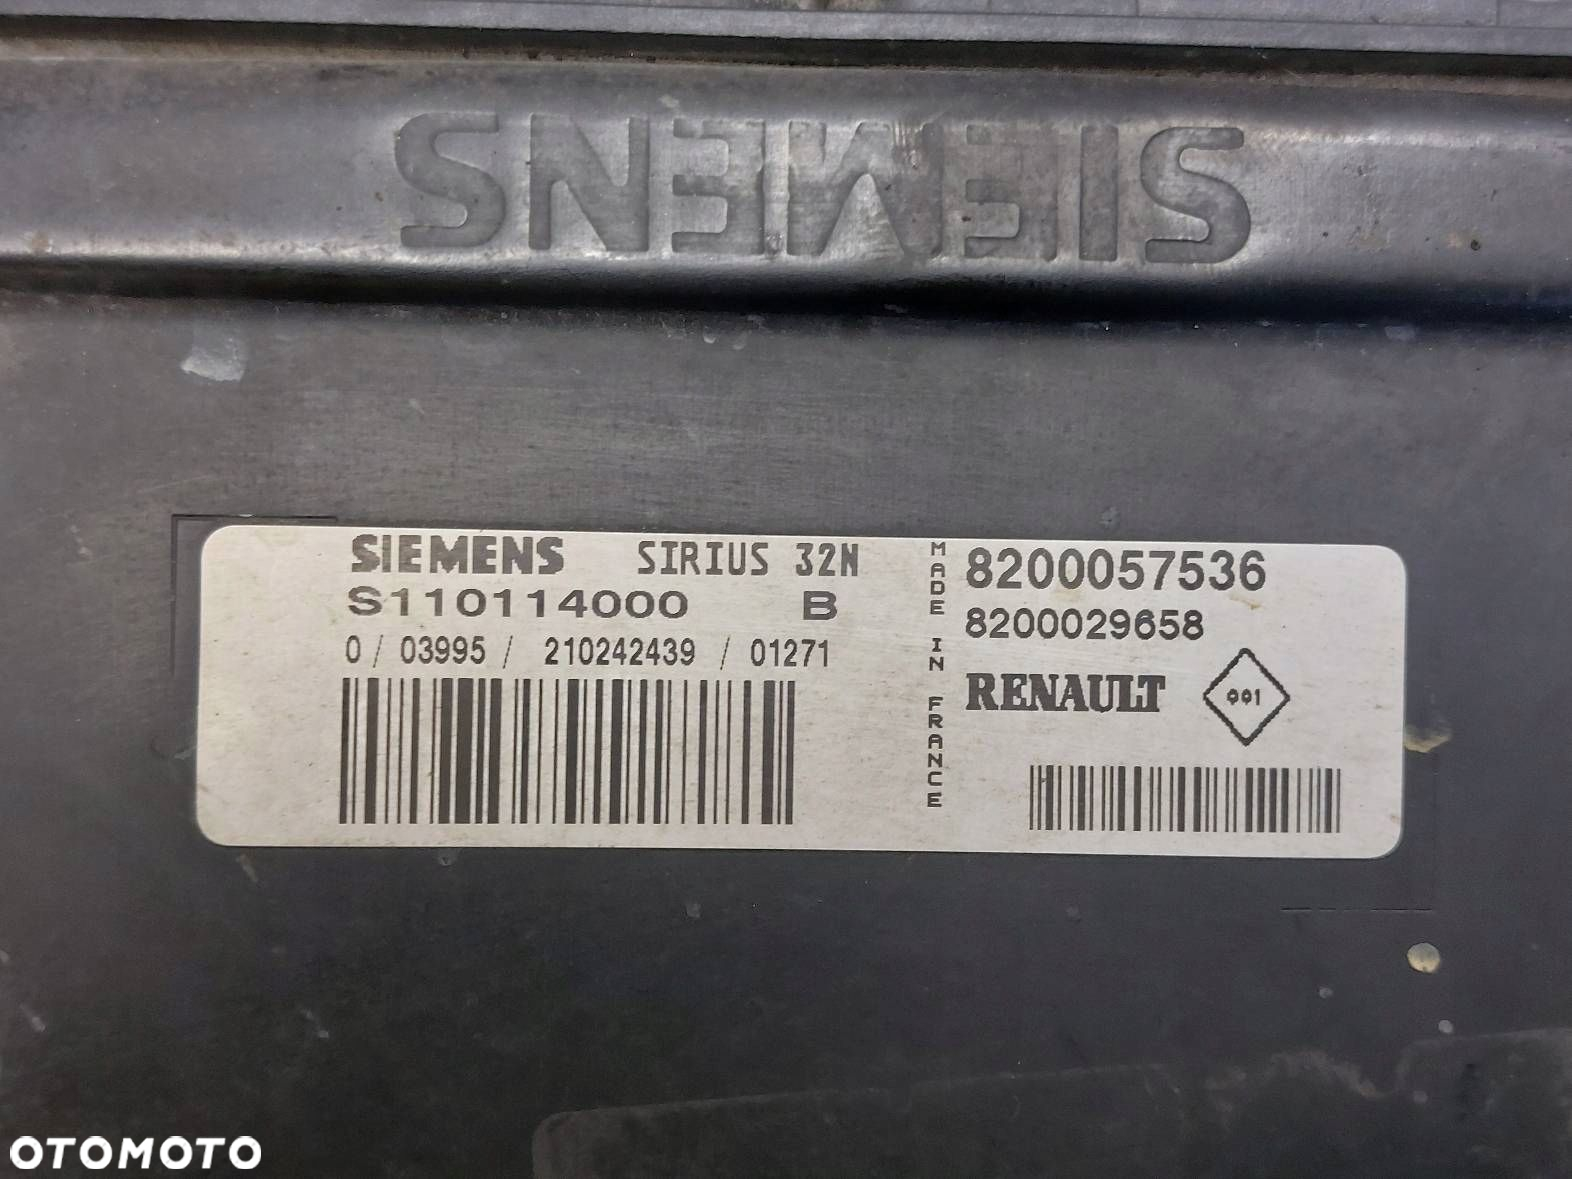 SIEMENS
SIEMENS SIRIUS 32N
S110114000 B
0 / 03995 / 210242439 / 01271
MADE IN FRANCE
8200057536
8200029658
RENAULT 001
OTOMOTO